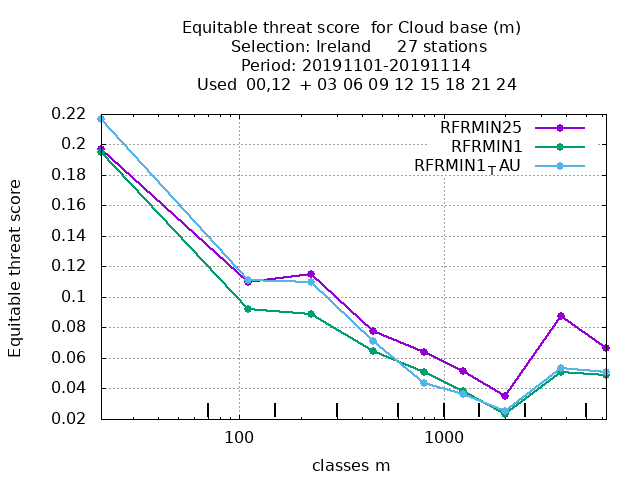 Equitable threat score  for Cloud base (m)
Selection: Ireland     27 stations
Period: 20191101-20191114
Used  00,12  + 03 06 09 12 15 18 21 24
RFRMIN25
RFRMIN1
RFRMIN1TAU
Equitable threat score
0.22
0.2
0.18
0.16
0.14
0.12
0.1
0.08
0.06
0.04
0.02
100 1000
classes m